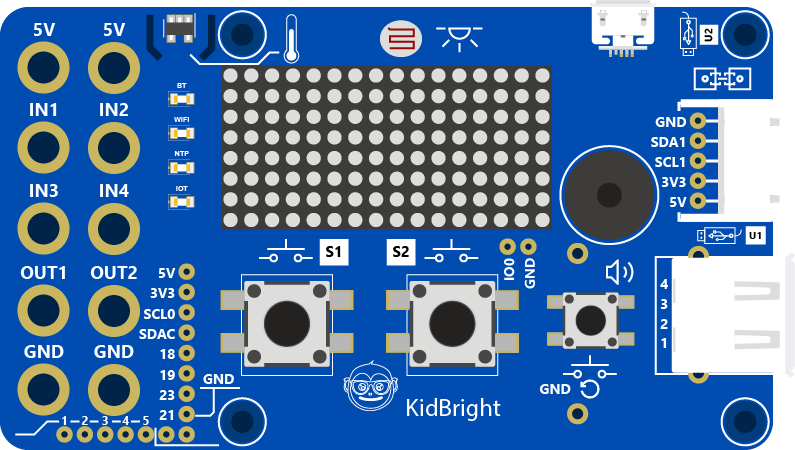 5V 5V
IN1 IN2
IN3 IN4
OUT1 OUT2
GND GND
BT
WIFI
NTP
IOT
U2
GND
SDA1
SCL1
3V3
5V
U1
S1 S2
IO0 GND
5V
3V3
SCL0
SDAC
18
19
23
21
GND
1 2 3 4 5
4
3
2
1
GND
KidBright